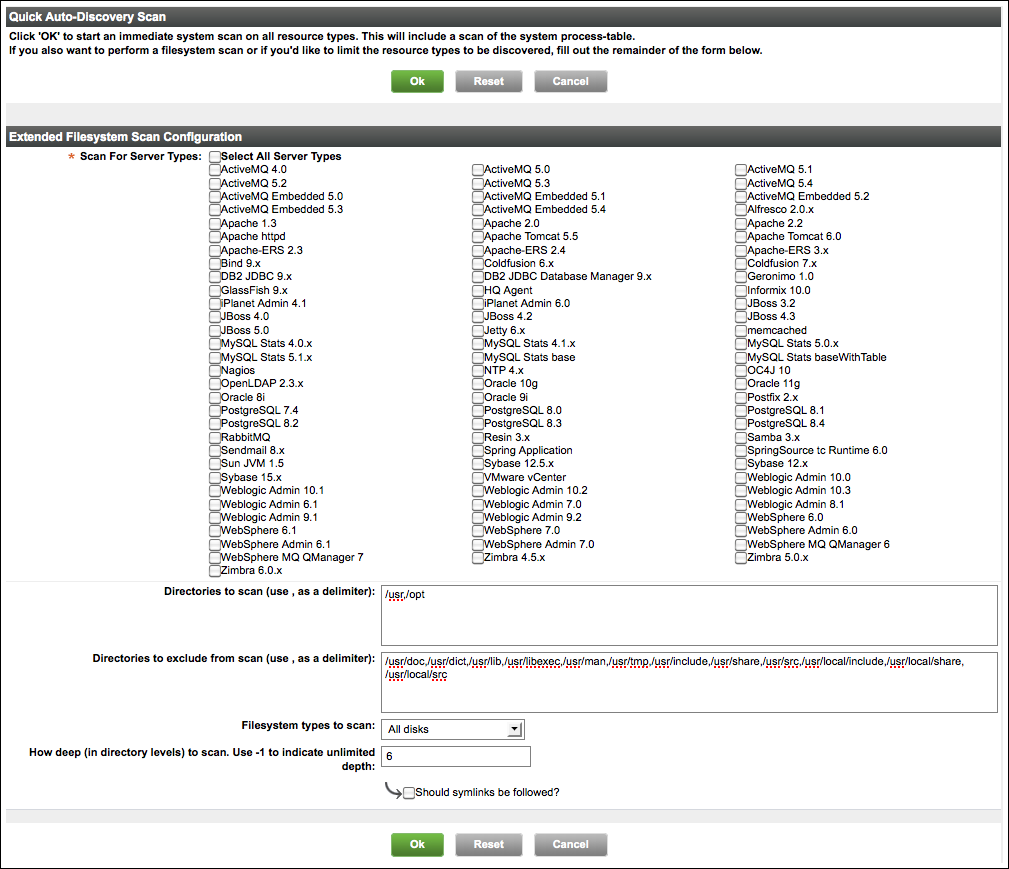 Quick Auto-Discovery Scan
Click 'OK' to start an immediate system scan on all resource types. This will include a scan of the system process-table.
If you also want to perform a filesystem scan or if you'd like to limit the resource types to be discovered, fill out the remainder of the form below.
Ok Reset Cancel
Extended Filesystem Scan Configuration
* Scan For Server Types: Select All Server Types
ActiveMQ 4.0 ActiveMQ 5.0 ActiveMQ 5.1
ActiveMQ 5.2 ActiveMQ 5.3 ActiveMQ 5.4
ActiveMQ Embedded 5.0 ActiveMQ Embedded 5.1 ActiveMQ Embedded 5.2
ActiveMQ Embedded 5.3 ActiveMQ Embedded 5.4 Alfresco 2.0.x
Apache 1.3 Apache 2.0 Apache 2.2
Apache httpd Apache Tomcat 5.5 Apache Tomcat 6.0
Apache-ERS 2.3 Apache-ERS 2.4 Apache-ERS 3.x
Bind 9.x Coldfusion 6.x Coldfusion 7.x
DB2 JDBC 9.x DB2 JDBC Database Manager 9.x Geronimo 1.0
GlassFish 9.x HQ Agent Informix 10.0
iPlanet Admin 4.1 iPlanet Admin 6.0 JBoss 3.2
JBoss 4.0 JBoss 4.2 JBoss 4.3
JBoss 5.0 Jetty 6.x memcached
MySQL Stats 4.0.x MySQL Stats 4.1.x MySQL Stats 5.0.x
MySQL Stats 5.1.x MySQL Stats base MySQL Stats baseWithTable
Nagios NTP 4.x OC4J 10
OpenLDAP 2.3.x Oracle 10g Oracle 11g
Oracle 8i Oracle 9i Postfix 2.x
PostgreSQL 7.4 PostgreSQL 8.0 PostgreSQL 8.1
PostgreSQL 8.2 PostgreSQL 8.3 PostgreSQL 8.4
RabbitMQ Resin 3.x Samba 3.x
Sendmail 8.x Spring Application SpringSource tc Runtime 6.0
Sun JVM 1.5 Sybase 12.5.x Sybase 12.x
Sybase 15.x VMware vCenter Weblogic Admin 10.0
Weblogic Admin 10.1 Weblogic Admin 10.2 Weblogic Admin 10.3
Weblogic Admin 6.1 Weblogic Admin 7.0 Weblogic Admin 8.1
Weblogic Admin 9.1 Weblogic Admin 9.2 WebSphere 6.0
WebSphere 6.1 WebSphere 7.0 WebSphere Admin 6.0
WebSphere Admin 6.1 WebSphere Admin 7.0 WebSphere MQ QManager 6
WebSphere MQ QManager 7 Zimbra 4.5.x Zimbra 5.0.x
Zimbra 6.0.x
Directories to scan (use , as a delimiter): /usr,/opt
Directories to exclude from scan (use , as a delimiter): /usr/doc,/usr/dict,/usr/lib,/usr/libexec,/usr/man,/usr/tmp,/usr/include,/usr/share,/usr/src,/usr/local/include,/usr/local/share,
/usr/local/src
Filesystem types to scan: All disks
How deep (in directory levels) to scan. Use -1 to indicate unlimited
depth: 6
Should symlinks be followed?
Ok Reset Cancel